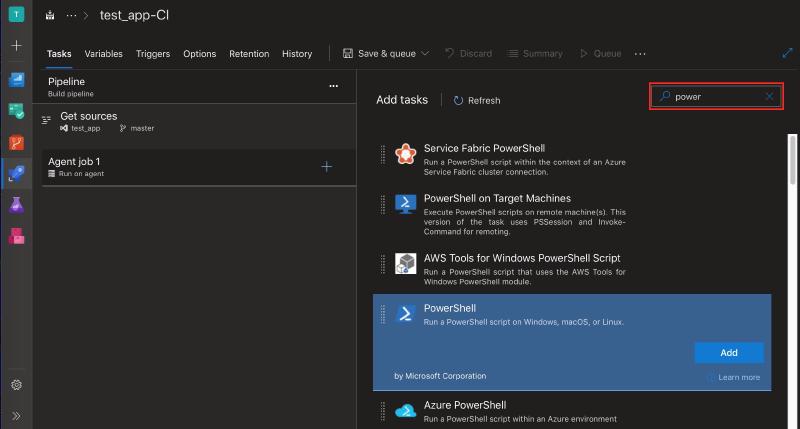 T
test_app-CI
Tasks Variables Triggers Options Retention History Save & queue Discard Summary Queue
Pipeline
Build pipeline
Get sources
test_app master
Agent job 1
Run on agent
Add tasks Refresh power
Service Fabric PowerShell
Run a PowerShell script within the context of an Azure
Service Fabric cluster connection.
PowerShell on Target Machines
Execute PowerShell scripts on remote machine(s). This
version of the task uses PSSession and Invoke-
Command for remoting.
AWS Tools for Windows PowerShell Script
Run a PowerShell script that uses the AWS Tools for
Windows PowerShell module.
PowerShell
Run a PowerShell script on Windows, macOS, or Linux.
Add
by Microsoft Corporation
Learn more
Azure PowerShell
Run a PowerShell script within an Azure environment